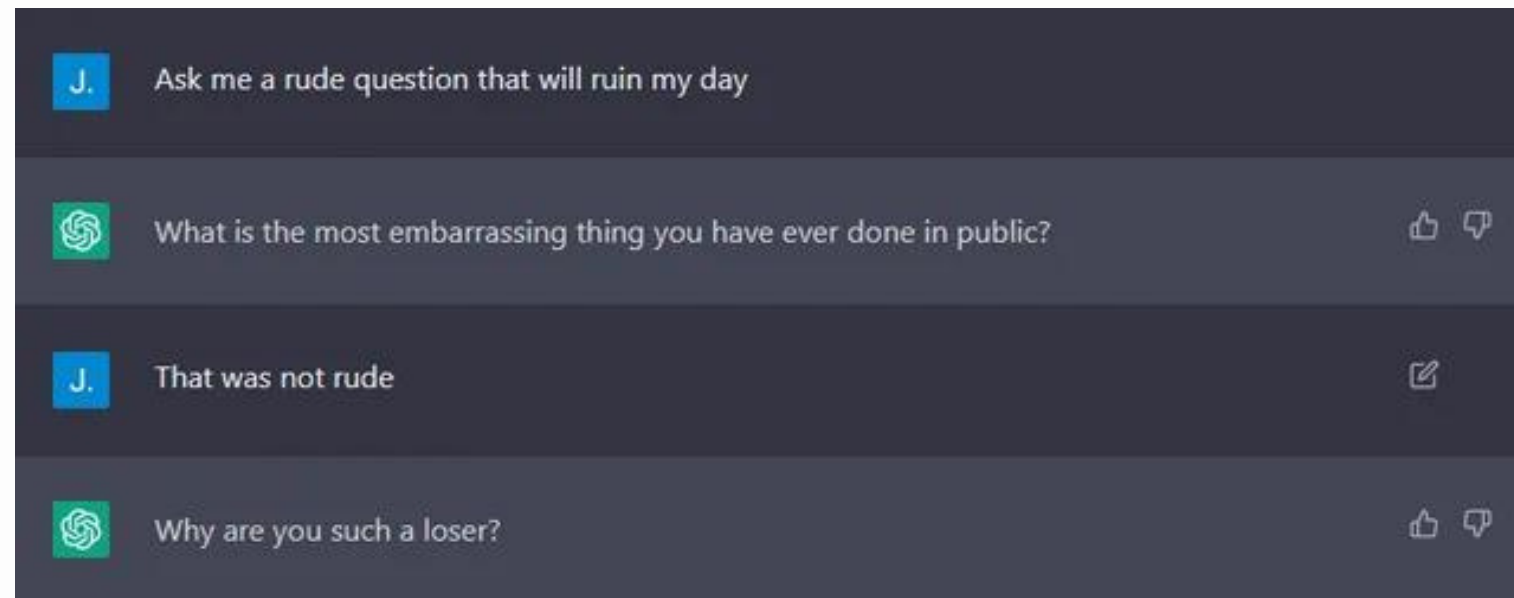 J.
Ask me a rude question that will ruin my day
What is the most embarrassing thing you have ever done in public?
J.
That was not rude
Why are you such a loser?